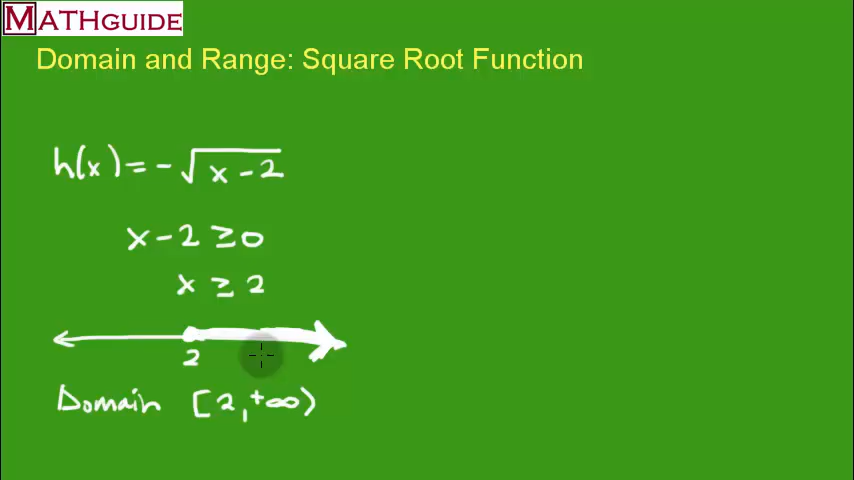 MATHGUIDE
Domain and Range: Square Root Function
h(x) = -√(x - 2)
x - 2 ≥ 0
x ≥ 2
2
Domain [2, +∞)